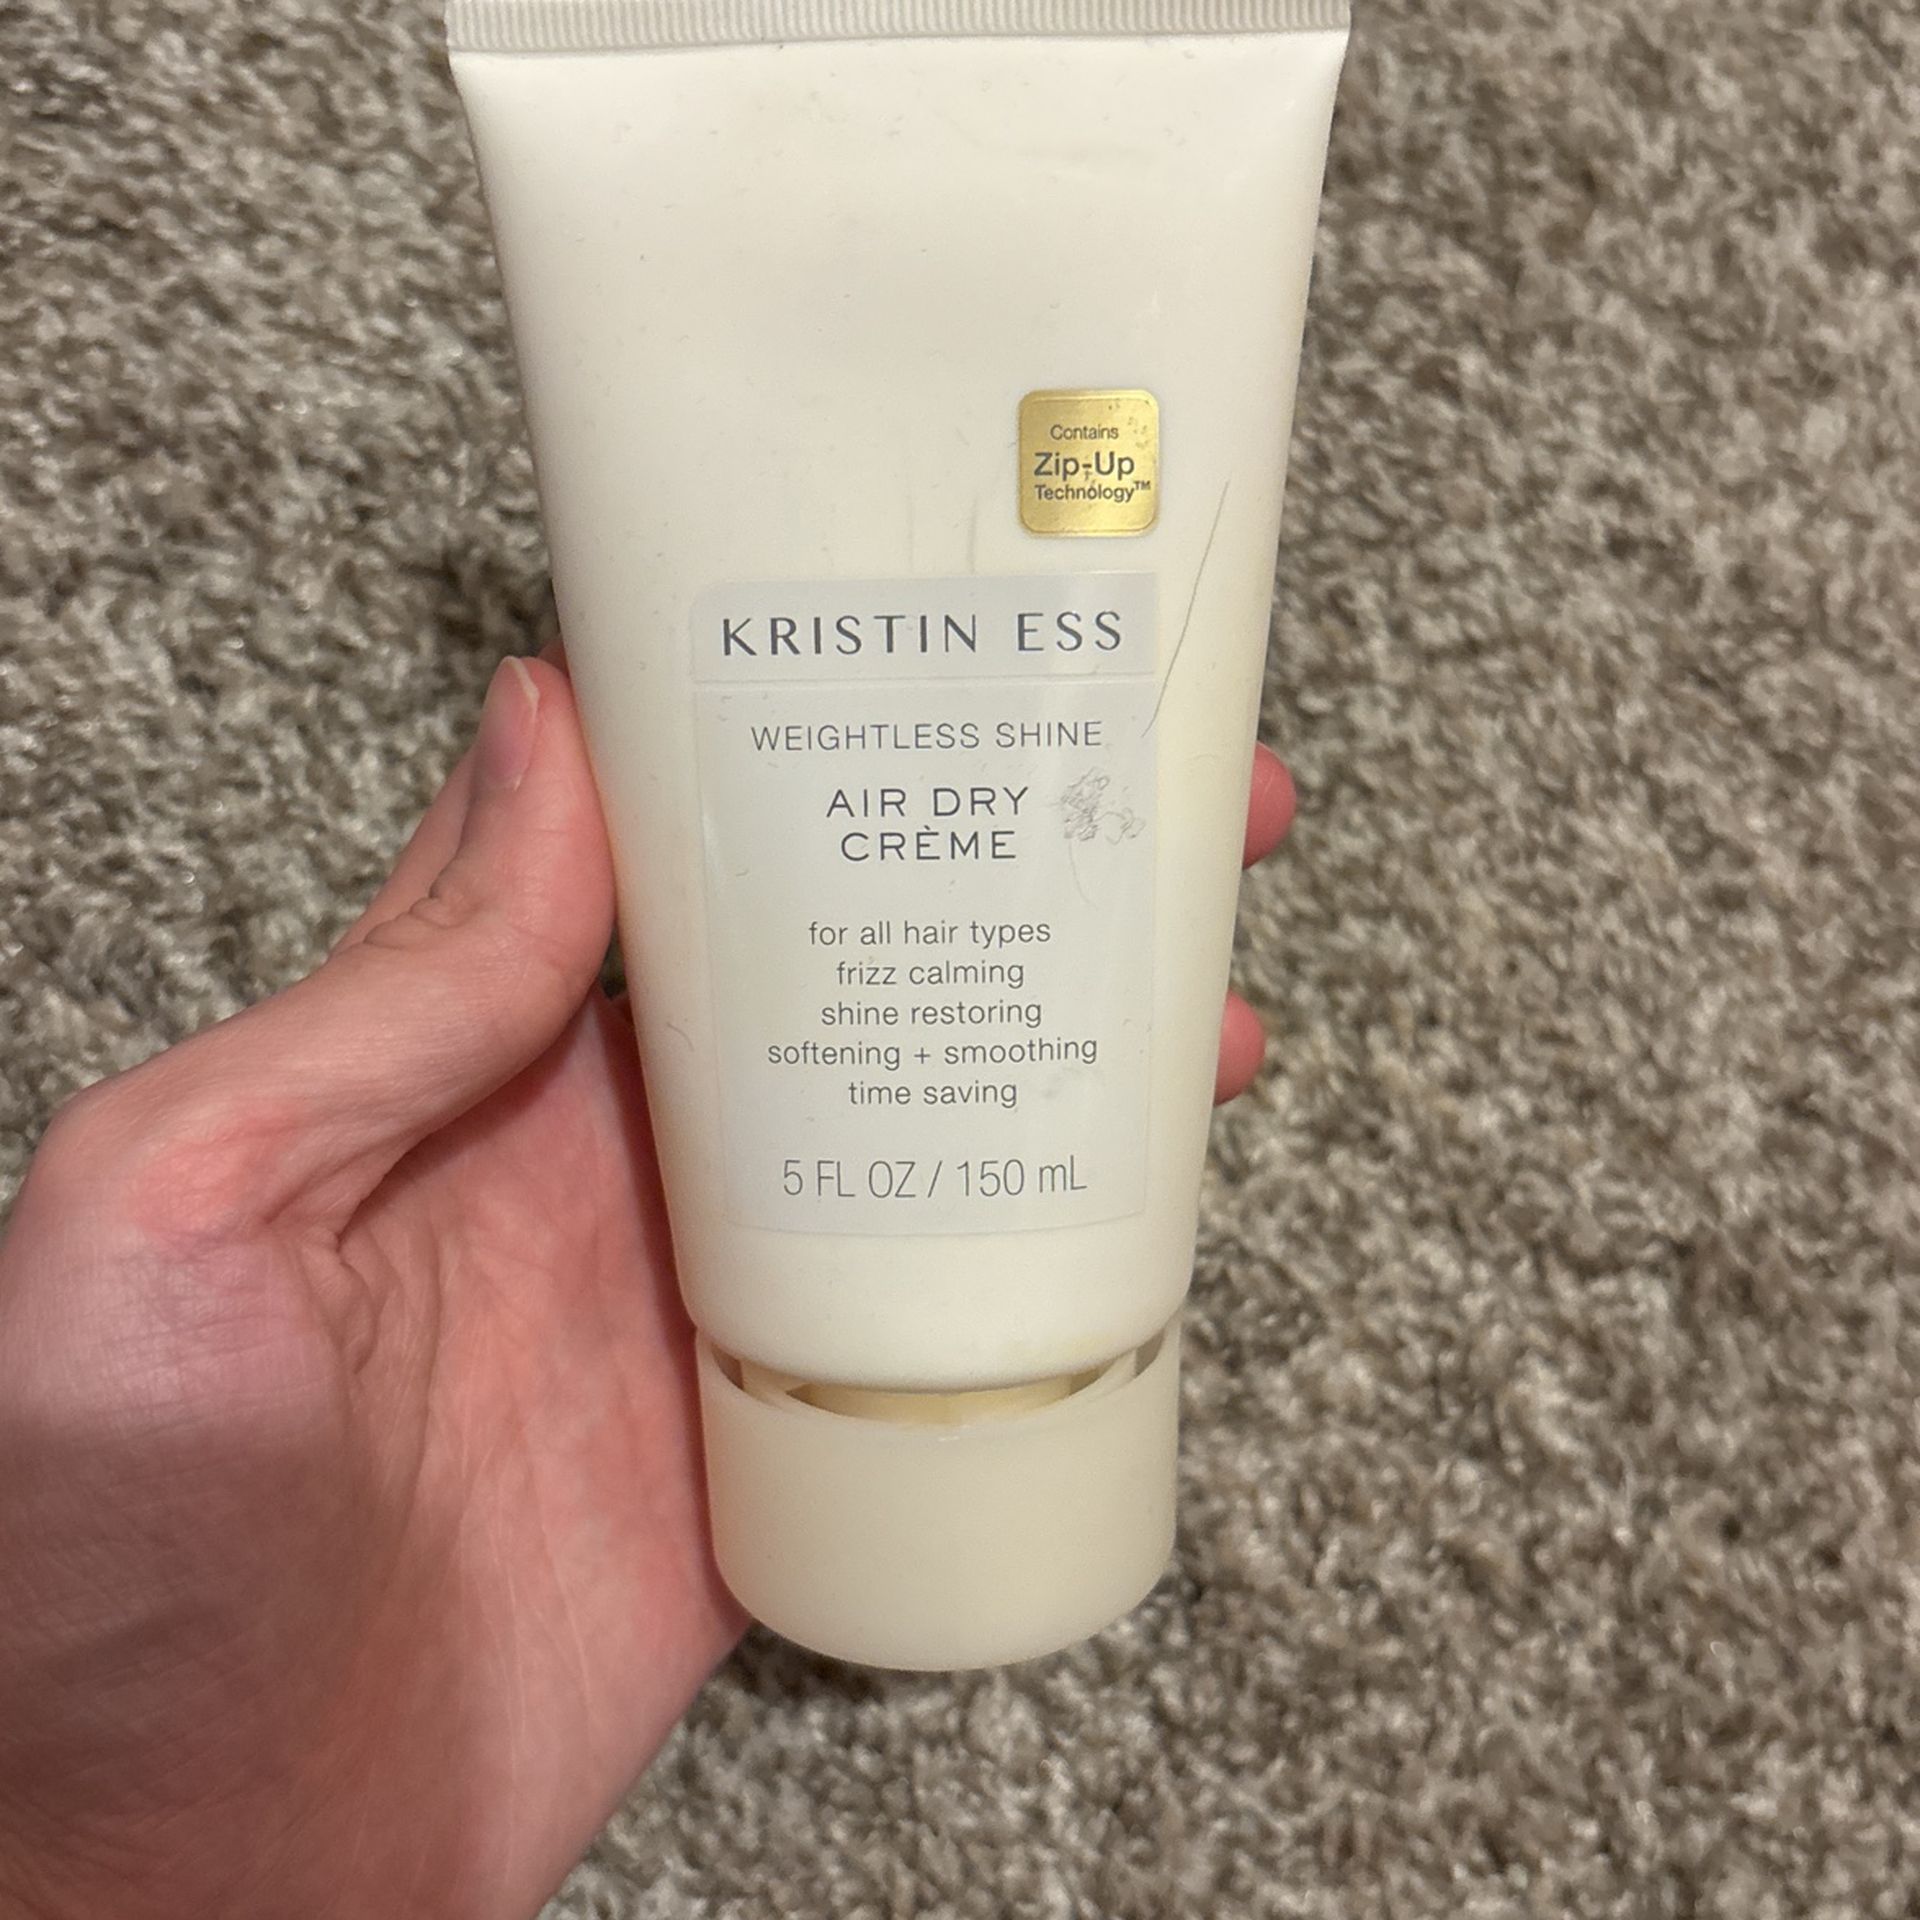 Contains
Zip-Up
Technology™
KRISTIN ESS
WEIGHTLESS SHINE
AIR DRY
CRÈME
for all hair types
frizz calming
shine restoring
softening + smoothing
time saving
5 FL OZ / 150 mL